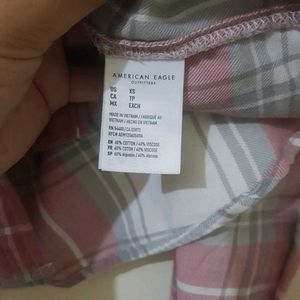 AMERICAN EAGLE
OUTFITTERS
US XS
CA TP
MX EXCH
MADE IN VIETNAM / FABRIQUÉ AU
VIETNAM / HECHO EN VIETNAM
EN 60% COTTON / 40% VISCOSE
FR 60% COTON / 40% VISCOSE
SP 60% algodón / 40% viscosa